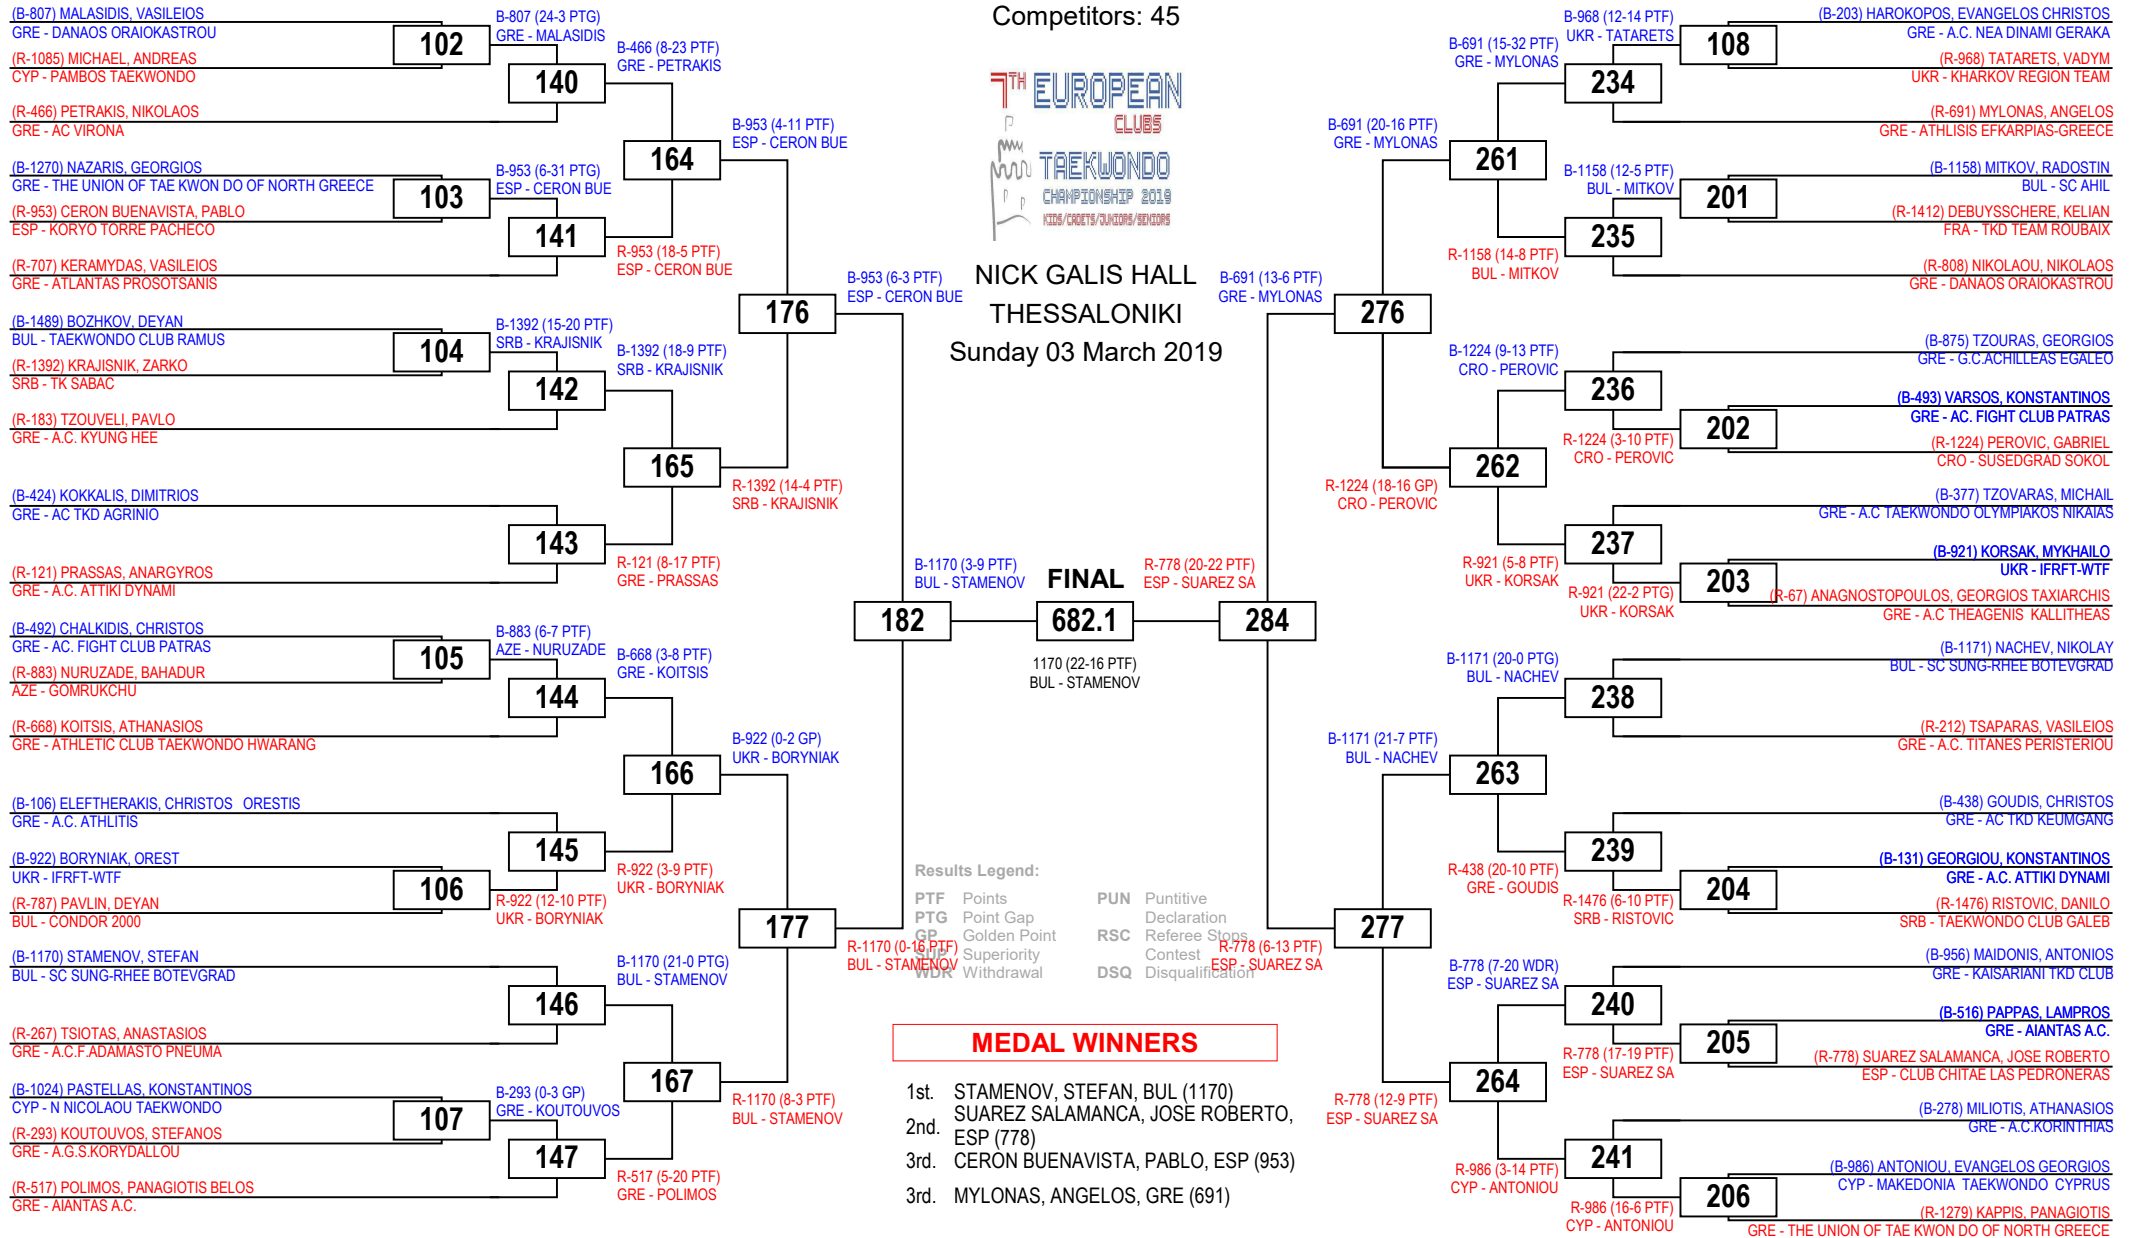 Competitors: 45
7TH EUROPEAN
CLUBS
TAEKWONDO
CHAMPIONSHIP 2019
KIDS/CADETS/JUNIORS/SENIORS
NICK GALIS HALL
THESSALONIKI
Sunday 03 March 2019
(B-807) MALASIDIS, VASILEIOS
GRE - DANAOS ORAIOKASTROU
(R-1085) MICHAEL, ANDREAS
CYP - PAMBOS TAEKWONDO
(R-466) PETRAKIS, NIKOLAOS
GRE - AC VIRONA
(B-1270) NAZARIS, GEORGIOS
GRE - THE UNION OF TAE KWON DO OF NORTH GREECE
(R-953) CERON BUENAVISTA, PABLO
ESP - KORYO TORRE PACHECO
(R-707) KERAMYDAS, VASILEIOS
GRE - ATLANTAS PROSOTSANIS
(B-1489) BOZHKOV, DEYAN
BUL - TAEKWONDO CLUB RAMUS
(R-1392) KRAJISNIK, ZARKO
SRB - TK SABAC
(R-183) TZOUVELI, PAVLO
GRE - A.C. KYUNG HEE
(B-424) KOKKALIS, DIMITRIOS
GRE - AC TKD AGRINIO
(R-121) PRASSAS, ANARGYROS
GRE - A.C. ATTIKI DYNAMI
(B-492) CHALKIDIS, CHRISTOS
GRE - AC. FIGHT CLUB PATRAS
(R-883) NURUZADE, BAHADUR
AZE - GOMRUKCHU
(R-668) KOITSIS, ATHANASIOS
GRE - ATHLETIC CLUB TAEKWONDO HWARANG
(B-106) ELEFTHERAKIS, CHRISTOS ORESTIS
GRE - A.C. ATHLITIS
(B-922) BORYNIAK, OREST
UKR - IFRFT-WTF
(R-787) PAVLIN, DEYAN
BUL - CONDOR 2000
(B-1170) STAMENOV, STEFAN
BUL - SC SUNG-RHEE BOTEVGRAD
(R-267) TSIOTAS, ANASTASIOS
GRE - A.C.F.ADAMASTO PNEUMA
(B-1024) PASTELLAS, KONSTANTINOS
CYP - N NICOLAOU TAEKWONDO
(R-293) KOUTOUVOS, STEFANOS
GRE - A.G.S.KORYDALLOU
(R-517) POLIMOS, PANAGIOTIS BELOS
GRE - AIANTAS A.C.
102
103
104
105
106
107
B-807 (24-3 PTG)
GRE - MALASIDIS
B-953 (6-31 PTG)
ESP - CERON BUE
B-1392 (15-20 PTF)
SRB - KRAJISNIK
B-883 (6-7 PTF)
AZE - NURUZADE
R-922 (12-10 PTF)
UKR - BORYNIAK
B-293 (0-3 GP)
GRE - KOUTOUVOS
140
141
142
143
144
145
146
147
B-466 (8-23 PTF)
GRE - PETRAKIS
R-953 (18-5 PTF)
ESP - CERON BUE
B-1392 (18-9 PTF)
SRB - KRAJISNIK
R-121 (8-17 PTF)
GRE - PRASSAS
B-668 (3-8 PTF)
GRE - KOITSIS
R-922 (3-9 PTF)
UKR - BORYNIAK
B-1170 (21-0 PTG)
BUL - STAMENOV
R-517 (5-20 PTF)
GRE - POLIMOS
164
165
166
167
B-953 (4-11 PTF)
ESP - CERON BUE
R-1392 (14-4 PTF)
SRB - KRAJISNIK
B-922 (0-2 GP)
UKR - BORYNIAK
R-1170 (8-3 PTF)
BUL - STAMENOV
176
177
B-953 (6-3 PTF)
ESP - CERON BUE
R-1170 (0-16 PTF)
BUL - STAMENOV
182
B-1170 (3-9 PTF)
BUL - STAMENOV
FINAL
682.1
1170 (22-16 PTF)
BUL - STAMENOV
R-778 (20-22 PTF)
ESP - SUAREZ SA
284
B-691 (13-6 PTF)
GRE - MYLONAS
R-778 (6-13 PTF)
ESP - SUAREZ SA
276
277
B-691 (20-16 PTF)
GRE - MYLONAS
R-1224 (18-16 GP)
CRO - PEROVIC
B-1171 (21-7 PTF)
BUL - NACHEV
R-778 (12-9 PTF)
ESP - SUAREZ SA
261
262
263
264
B-691 (15-32 PTF)
GRE - MYLONAS
R-1158 (14-8 PTF)
BUL - MITKOV
B-1224 (9-13 PTF)
CRO - PEROVIC
R-921 (5-8 PTF)
UKR - KORSAK
B-1171 (20-0 PTG)
BUL - NACHEV
R-438 (20-10 PTF)
GRE - GOUDIS
B-778 (7-20 WDR)
ESP - SUAREZ SA
R-986 (3-14 PTF)
CYP - ANTONIOU
234
235
236
237
238
239
240
241
B-968 (12-14 PTF)
UKR - TATARETS
B-1158 (12-5 PTF)
BUL - MITKOV
R-1224 (3-10 PTF)
CRO - PEROVIC
R-921 (22-2 PTG)
UKR - KORSAK
R-1476 (6-10 PTF)
SRB - RISTOVIC
R-778 (17-19 PTF)
ESP - SUAREZ SA
R-986 (16-6 PTF)
CYP - ANTONIOU
108
201
202
203
204
205
206
(B-203) HAROKOPOS, EVANGELOS CHRISTOS
GRE - A.C. NEA DINAMI GERAKA
(R-968) TATARETS, VADYM
UKR - KHARKOV REGION TEAM
(R-691) MYLONAS, ANGELOS
GRE - ATHLISIS EFKARPIAS-GREECE
(B-1158) MITKOV, RADOSTIN
BUL - SC AHIL
(R-1412) DEBUYSSCHERE, KELIAN
FRA - TKD TEAM ROUBAIX
(R-808) NIKOLAOU, NIKOLAOS
GRE - DANAOS ORAIOKASTROU
(B-875) TZOURAS, GEORGIOS
GRE - G.C.ACHILLEAS EGALEO
(B-493) VARSOS, KONSTANTINOS
GRE - AC. FIGHT CLUB PATRAS
(R-1224) PEROVIC, GABRIEL
CRO - SUSEDGRAD SOKOL
(B-377) TZOVARAS, MICHAIL
GRE - A.C TAEKWONDO OLYMPIAKOS NIKAIAS
(B-921) KORSAK, MYKHAILO
UKR - IFRFT-WTF
(R-67) ANAGNOSTOPOULOS, GEORGIOS TAXIARCHIS
GRE - A.C THEAGENIS KALLITHEAS
(B-1171) NACHEV, NIKOLAY
BUL - SC SUNG-RHEE BOTEVGRAD
(R-212) TSAPARAS, VASILEIOS
GRE - A.C. TITANES PERISTERIOU
(B-438) GOUDIS, CHRISTOS
GRE - AC TKD KEUMGANG
(B-131) GEORGIOU, KONSTANTINOS
GRE - A.C. ATTIKI DYNAMI
(R-1476) RISTOVIC, DANILO
SRB - TAEKWONDO CLUB GALEB
(B-956) MAIDONIS, ANTONIOS
GRE - KAISARIANI TKD CLUB
(B-516) PAPPAS, LAMPROS
GRE - AIANTAS A.C.
(R-778) SUAREZ SALAMANCA, JOSE ROBERTO
ESP - CLUB CHITAE LAS PEDRONERAS
(B-278) MILIOTIS, ATHANASIOS
GRE - A.C.KORINTHIAS
(B-986) ANTONIOU, EVANGELOS GEORGIOS
CYP - MAKEDONIA TAEKWONDO CYPRUS
(R-1279) KAPPIS, PANAGIOTIS
GRE - THE UNION OF TAE KWON DO OF NORTH GREECE
Results Legend:
PTF Points
PTG Point Gap
GP Golden Point
SUP Superiority
WDR Withdrawal
PUN Puntitive
Declaration
RSC Referee Stops
Contest
DSQ Disqualification
MEDAL WINNERS
1st. STAMENOV, STEFAN, BUL (1170)
2nd. SUAREZ SALAMANCA, JOSE ROBERTO,
ESP (778)
3rd. CERON BUENAVISTA, PABLO, ESP (953)
3rd. MYLONAS, ANGELOS, GRE (691)